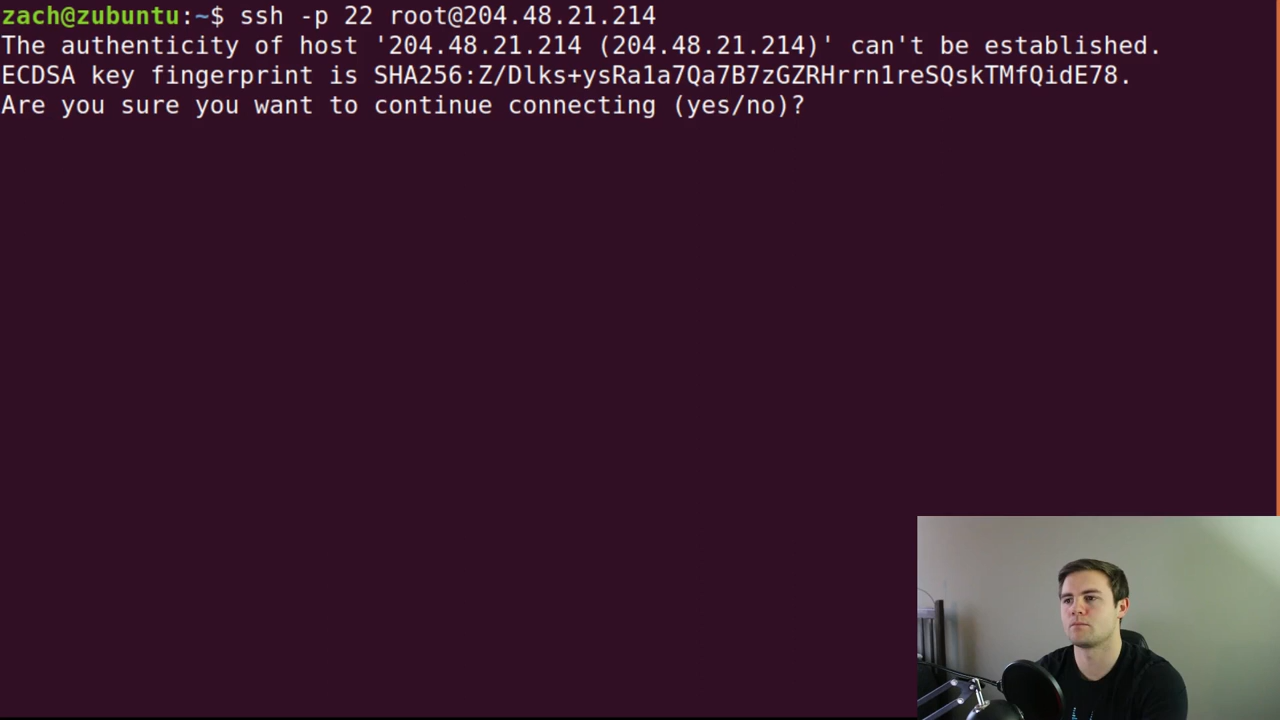 zach@zubuntu:~$ ssh -p 22 root@204.48.21.214
The authenticity of host '204.48.21.214 (204.48.21.214)' can't be established.
ECDSA key fingerprint is SHA256:Z/Dlks+ysRa1a7Qa7B7zGZRHrrn1reSQskTMfQidE78.
Are you sure you want to continue connecting (yes/no)?